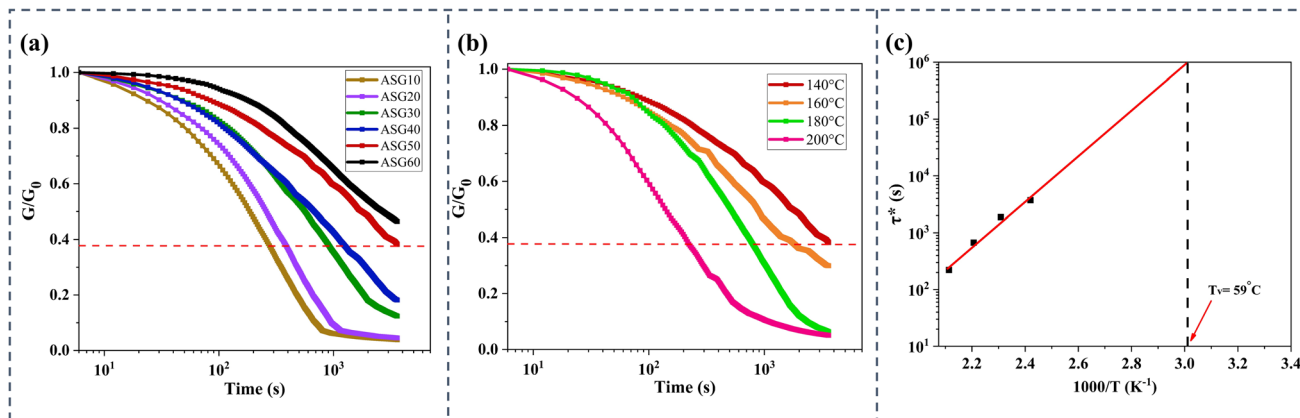 (a)
G/G₀
1.0
0.8
0.6
0.4
0.2
0.0
10¹
10²
10³
Time (s)
ASG10
ASG20
ASG30
ASG40
ASG50
ASG60
(b)
G/G₀
1.0
0.8
0.6
0.4
0.2
0.0
10¹
10²
10³
Time (s)
140°C
160°C
180°C
200°C
(c)
τ* (s)
10⁶
10⁵
10⁴
10³
10²
10¹
2.2
2.4
2.6
2.8
3.0
3.2
3.4
1000/T (K⁻¹)
Tᵥ= 59°C